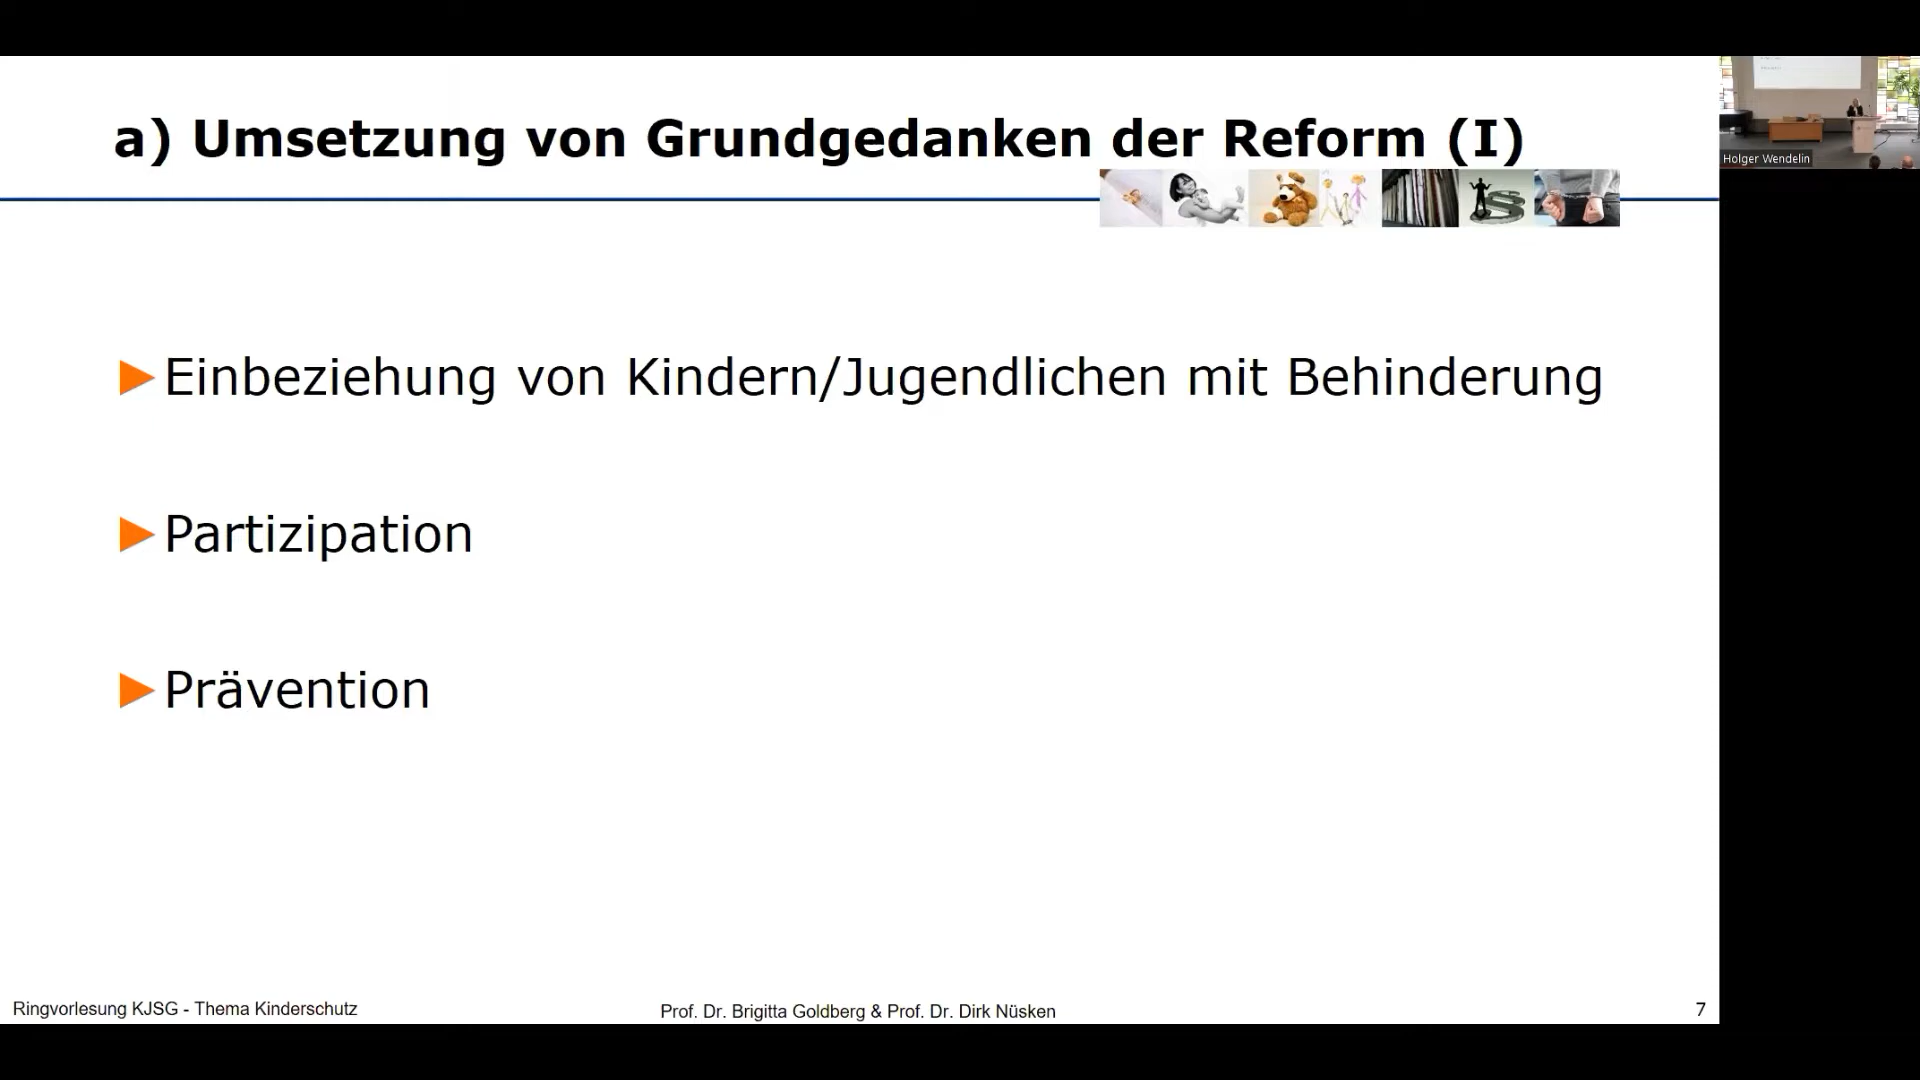 a) Umsetzung von Grundgedanken der Reform (I)
Holger Wendelin
Einbeziehung von Kindern/Jugendlichen mit Behinderung
Partizipation
Prävention
Ringvorlesung KJSG - Thema Kinderschutz
Prof. Dr. Brigitta Goldberg & Prof. Dr. Dirk Nüsken
7